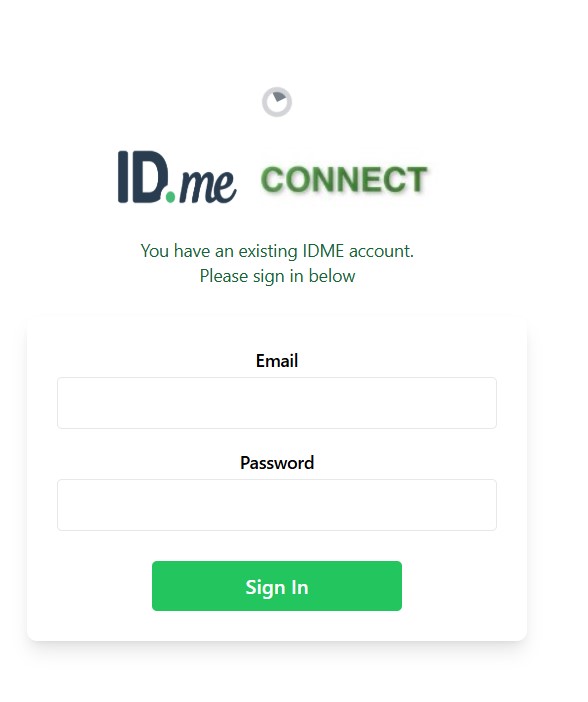 ID.me CONNECT
You have an existing IDME account.
Please sign in below
Email
Password
Sign In